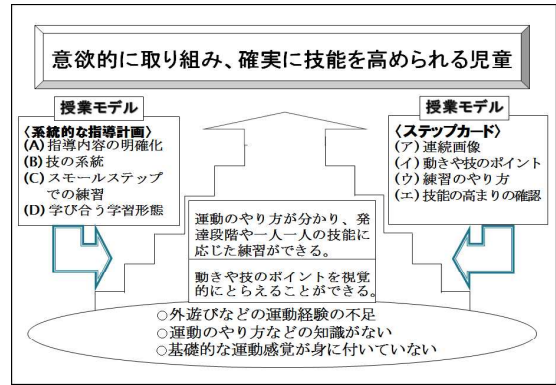 意欲的に取り組み、確実に技能を高められる児童
授業モデル
〈系統的な指導計画〉
(A) 指導内容の明確化
(B) 技の系統
(C) スモールステップ
での練習
(D) 学び合う学習形態
授業モデル
〈ステップカード〉
(ア) 連続画像
(イ) 動きや技のポイント
(ウ) 練習のやり方
(エ) 技能の高まりの確認
運動のやり方が分かり、発
達段階や一人一人の技能に
応じた練習ができる。
動きや技のポイントを視覚
的にとらえることができる。
○外遊びなどの運動経験の不足
○運動のやり方などの知識がない
○基礎的な運動感覚が身に付いていない